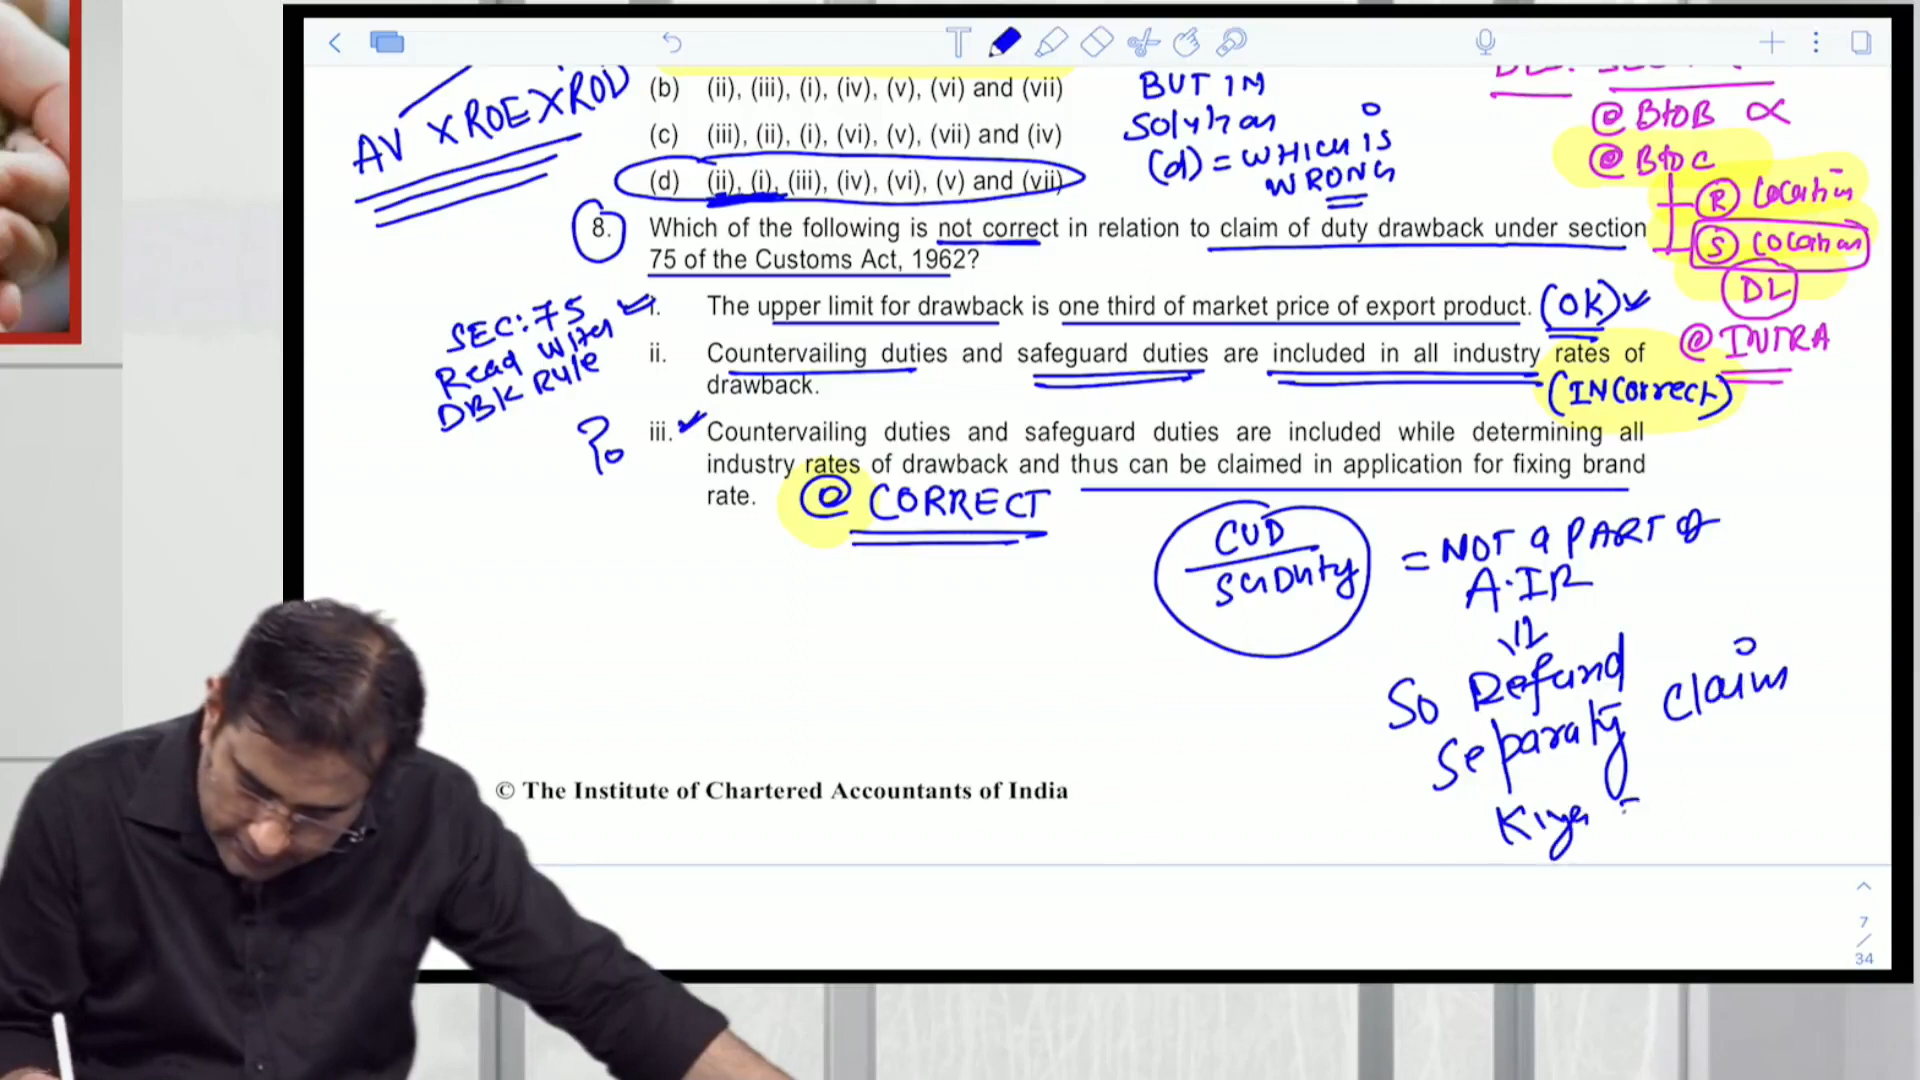 AV X ROE X ROD
(b) (ii), (iii), (i), (iv), (v), (vi) and (vii)
(c) (iii), (ii), (i), (vi), (v), (vii) and (iv)
(d) (ii), (i), (iii), (iv), (vi), (v) and (vii)
BUT IN
Solution
(d) = WHICH IS
WRONG
@ BtoB
@ BtoC
(R) Location
(S) Location
DL
@ INTRA
8. Which of the following is not correct in relation to claim of duty drawback under section
75 of the Customs Act, 1962?
SEC: 75
Read with
DBK Rule
i. The upper limit for drawback is one third of market price of export product. (OK)
ii. Countervailing duties and safeguard duties are included in all industry rates of
drawback.
(INCorrect)
iii. Countervailing duties and safeguard duties are included while determining all
industry rates of drawback and thus can be claimed in application for fixing brand
rate.
@ CORRECT
CVD
SG Duty
= NOT a PART of
A.IR
So Refund
Separately claim
Kiya
© The Institute of Chartered Accountants of India
7
/
34